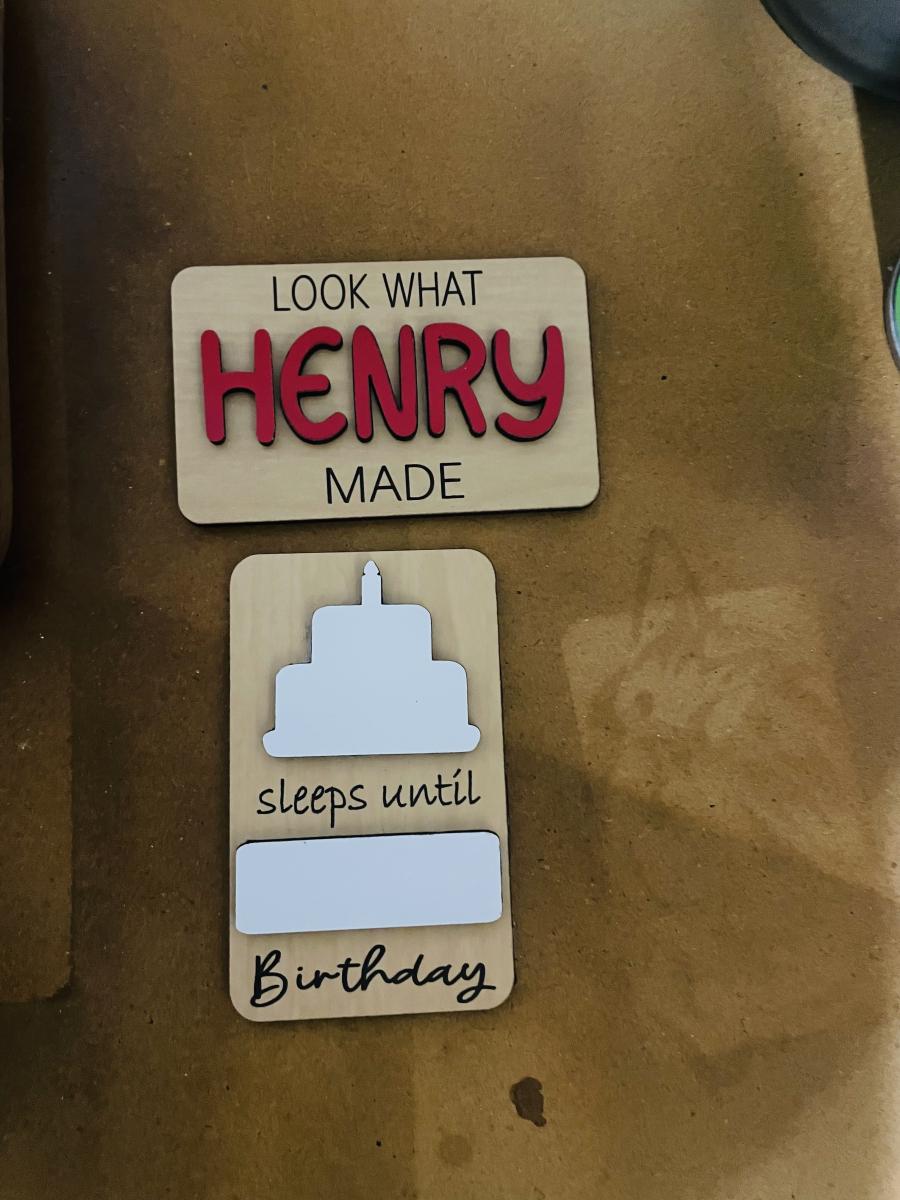 LOOK WHAT
HENRY
MADE
sleeps until
Birthday